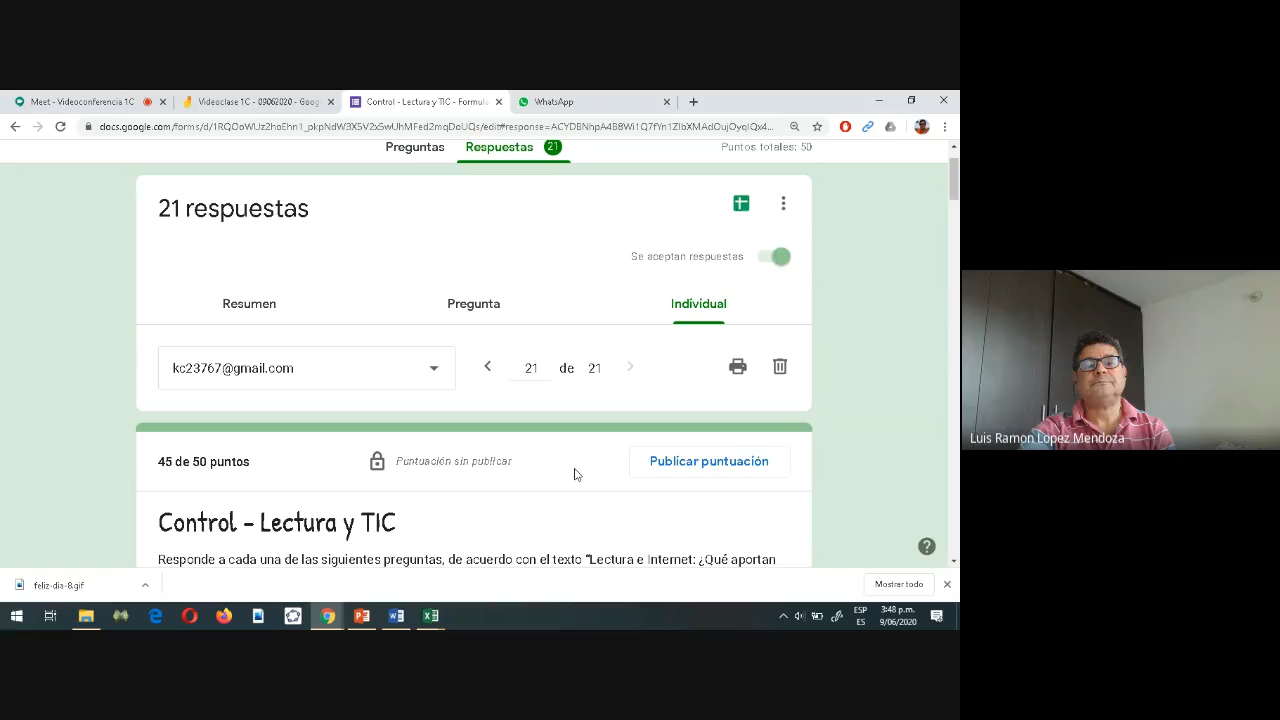 Meet - Videoconferencia 1C
Videoclase 1C - 09062020 - Goog
Control - Lectura y TIC - Formula
WhatsApp
Preguntas
Respuestas 21
Puntos totales: 50
21 respuestas
Se aceptan respuestas
Resumen
Pregunta
Individual
kc23767@gmail.com
21 de 21
45 de 50 puntos
Puntuación sin publicar
Publicar puntuación
Control - Lectura y TIC
Responde a cada una de las siguientes preguntas, de acuerdo con el texto "Lectura e Internet: ¿Qué aportan
feliz-dia-8.gif
Mostrar todo
ESP
ES
3:48 p.m.
9/06/2020
Luis Ramon Lopez Mendoza